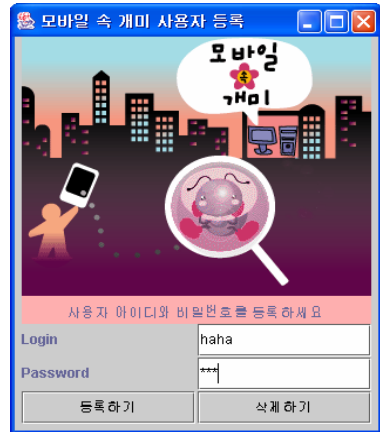 모바일 속 개미 사용자 등록
모바일
속
개미
사용자 아이디와 비밀번호를 등록하세요
Login
haha
Password
***
등록하기
삭제하기